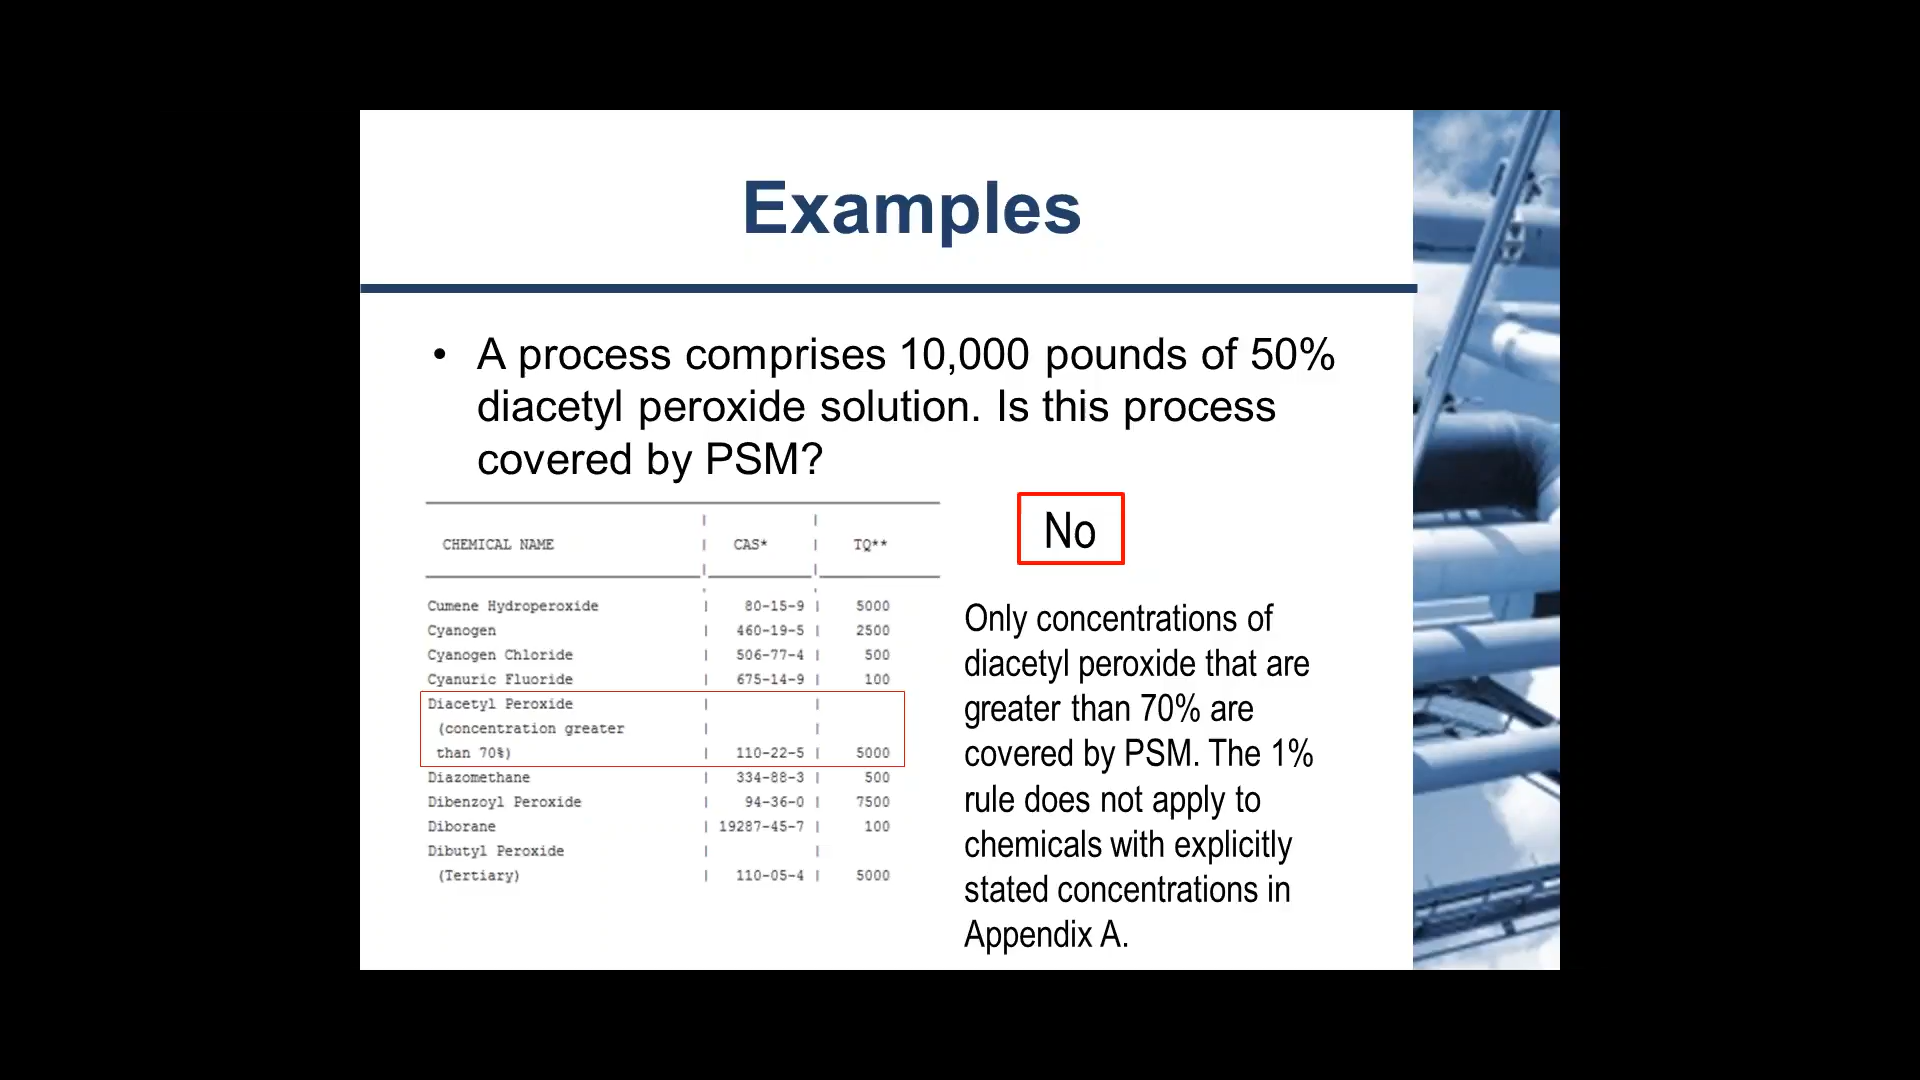 Examples
• A process comprises 10,000 pounds of 50%
diacetyl peroxide solution. Is this process
covered by PSM?
CHEMICAL NAME | CAS* | TQ**
Cumene Hydroperoxide | 80-15-9 | 5000
Cyanogen | 460-19-5 | 2500
Cyanogen Chloride | 506-77-4 | 500
Cyanuric Fluoride | 675-14-9 | 100
Diacetyl Peroxide | |
(concentration greater | |
than 70%) | 110-22-5 | 5000
Diazomethane | 334-88-3 | 500
Dibenzoyl Peroxide | 94-36-0 | 7500
Diborane | 19287-45-7 | 100
Dibutyl Peroxide | |
(Tertiary) | 110-05-4 | 5000
No
Only concentrations of
diacetyl peroxide that are
greater than 70% are
covered by PSM. The 1%
rule does not apply to
chemicals with explicitly
stated concentrations in
Appendix A.